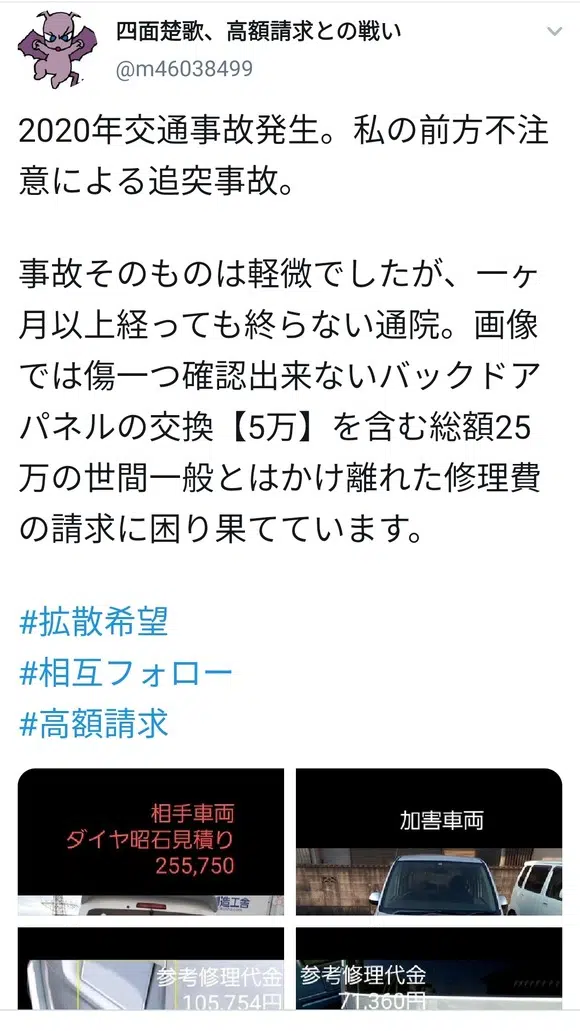 四面楚歌、高額請求との戦い
@m46038499
2020年交通事故発生。私の前方不注
意による追突事故。
事故そのものは軽微でしたが、一ヶ
月以上経っても終らない通院。画像
では傷一つ確認出来ないバックドア
パネルの交換【5万】を含む総額25
万の世間一般とはかけ離れた修理費
の請求に困り果てています。
#拡散希望
#相互フォロー
#高額請求
相手車両
ダイヤ昭石見積り
255,750
加害車両
造工舎
参考修理代金
105,754円
参考修理代金
71,360円